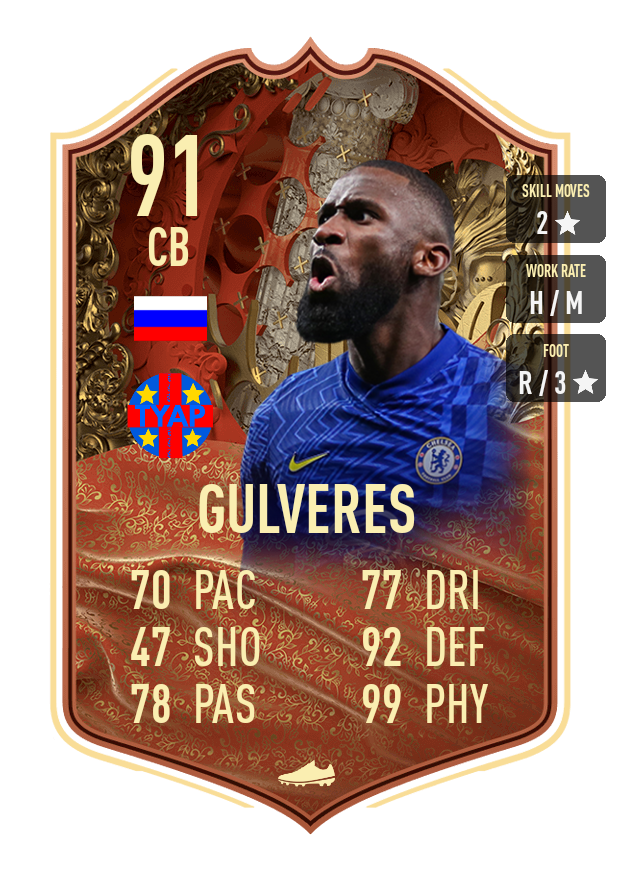 91
CB
SKILL MOVES
2 ★
WORK RATE
H / M
FOOT
R / 3 ★
TYAP
CHELSEA
GULVERES
70 PAC 77 DRI
47 SHO 92 DEF
78 PAS 99 PHY